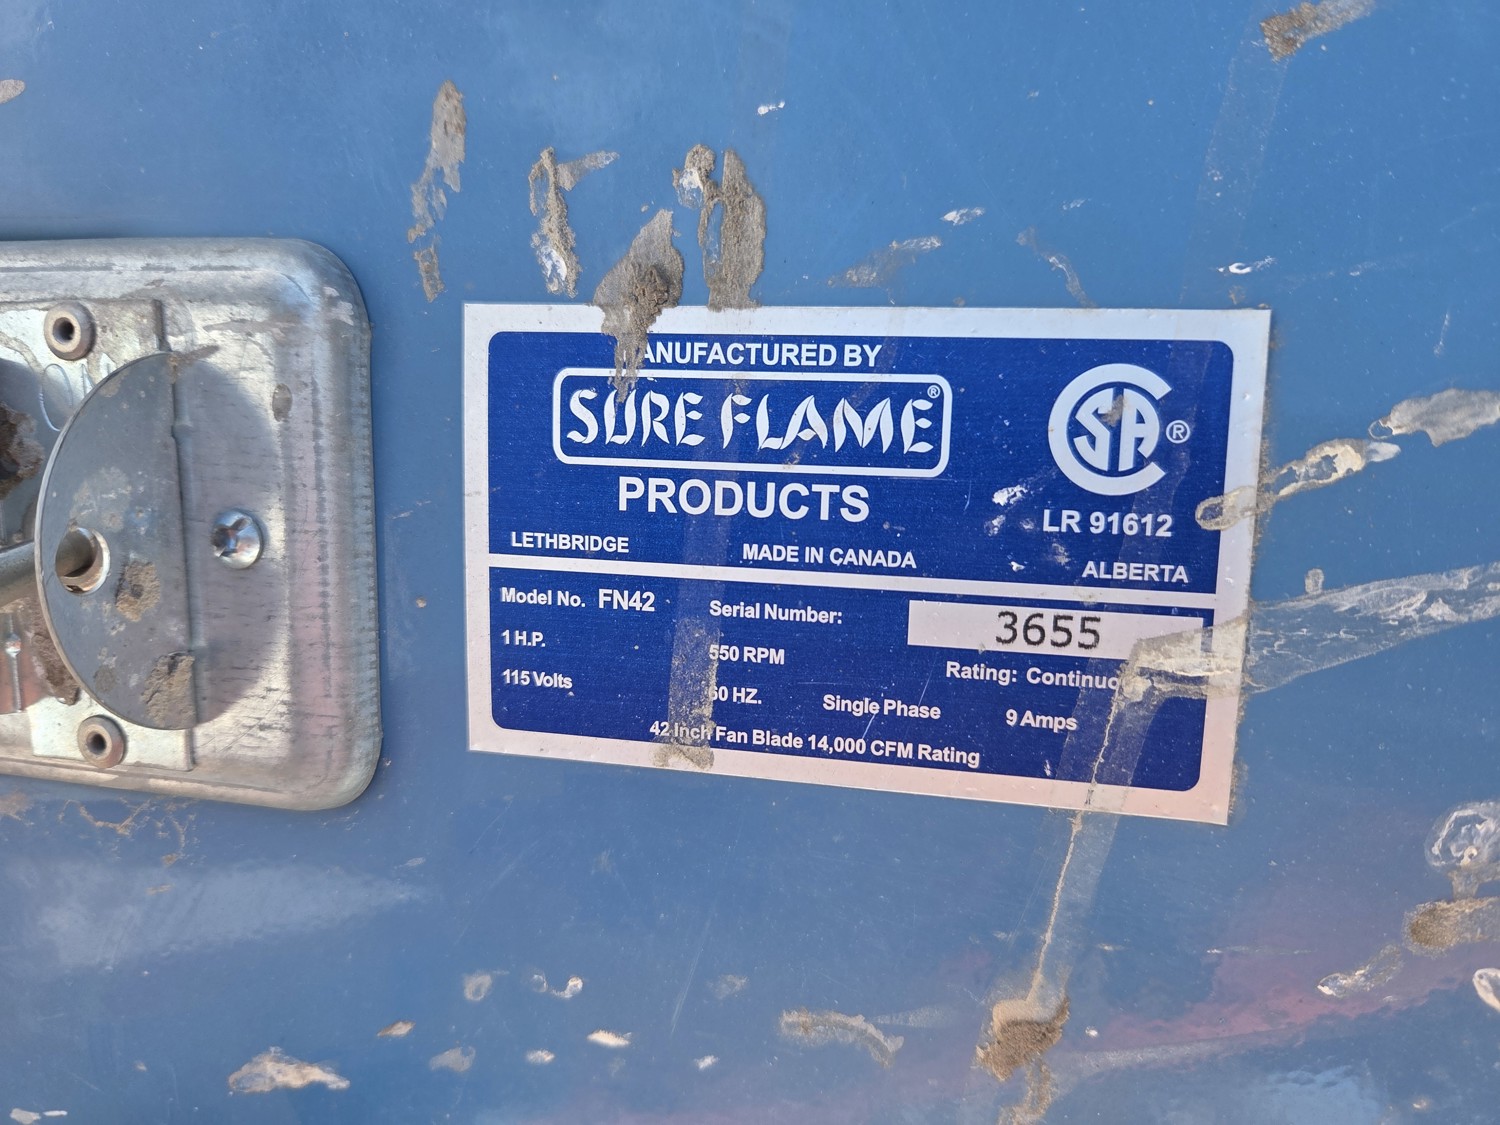 MANUFACTURED BY
SURE FLAME®
PRODUCTS
CSA ®
LR 91612
LETHBRIDGE MADE IN CANADA ALBERTA
Model No. FN42 Serial Number: 3655
1 H.P. 550 RPM Rating: Continuous
115 Volts 60 HZ. Single Phase 9 Amps
42 Inch Fan Blade 14,000 CFM Rating